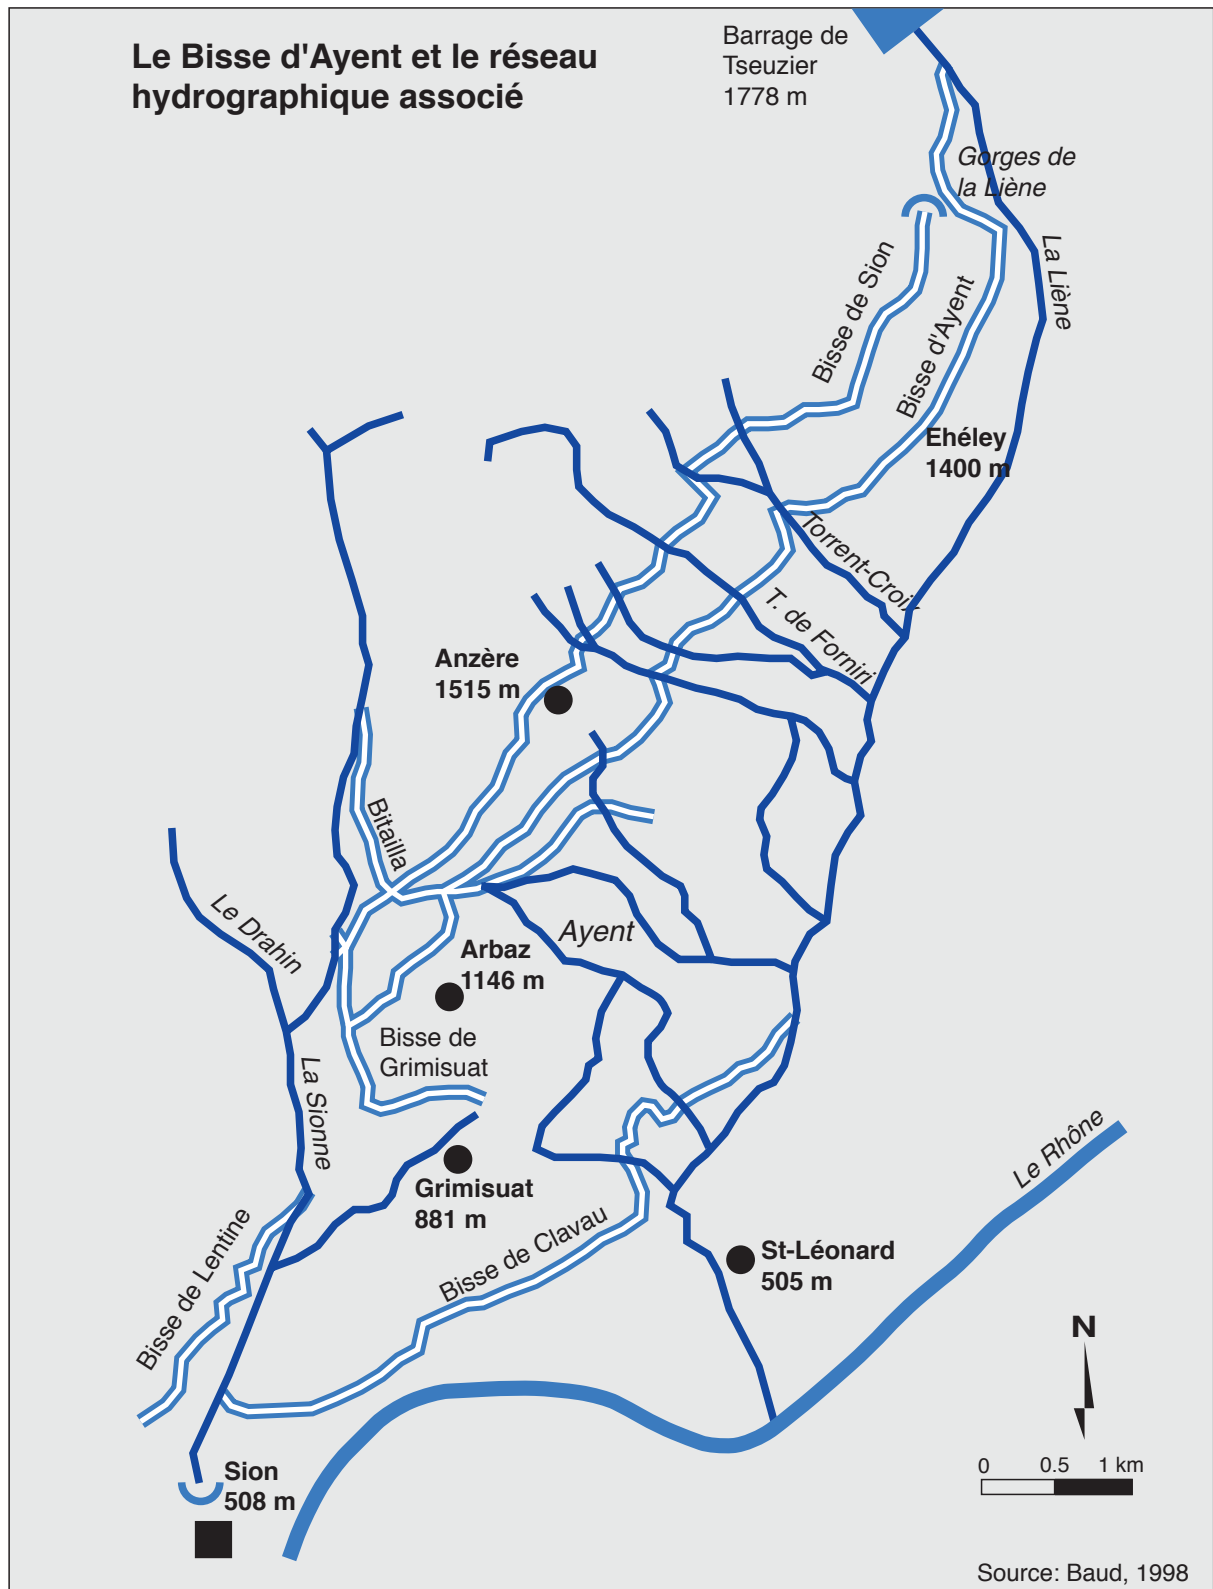 Le Bisse d'Ayent et le réseau
hydrographique associé
Barrage de
Tseuzier
1778 m
Gorges de
la Liène
La Liène
Bisse de Sion
Bisse d'Ayent
Ehéley
1400 m
Torrent-Croix
T. de Forniri
Anzère
1515 m
Bitailla
Le Drahin
Ayent
Arbaz
1146 m
Bisse de
Grimisuat
La Sionne
Le Rhône
Grimisuat
881 m
Bisse de Lentine
Bisse de Clavau
St-Léonard
505 m
N
0 0.5 1 km
Sion
508 m
Source: Baud, 1998